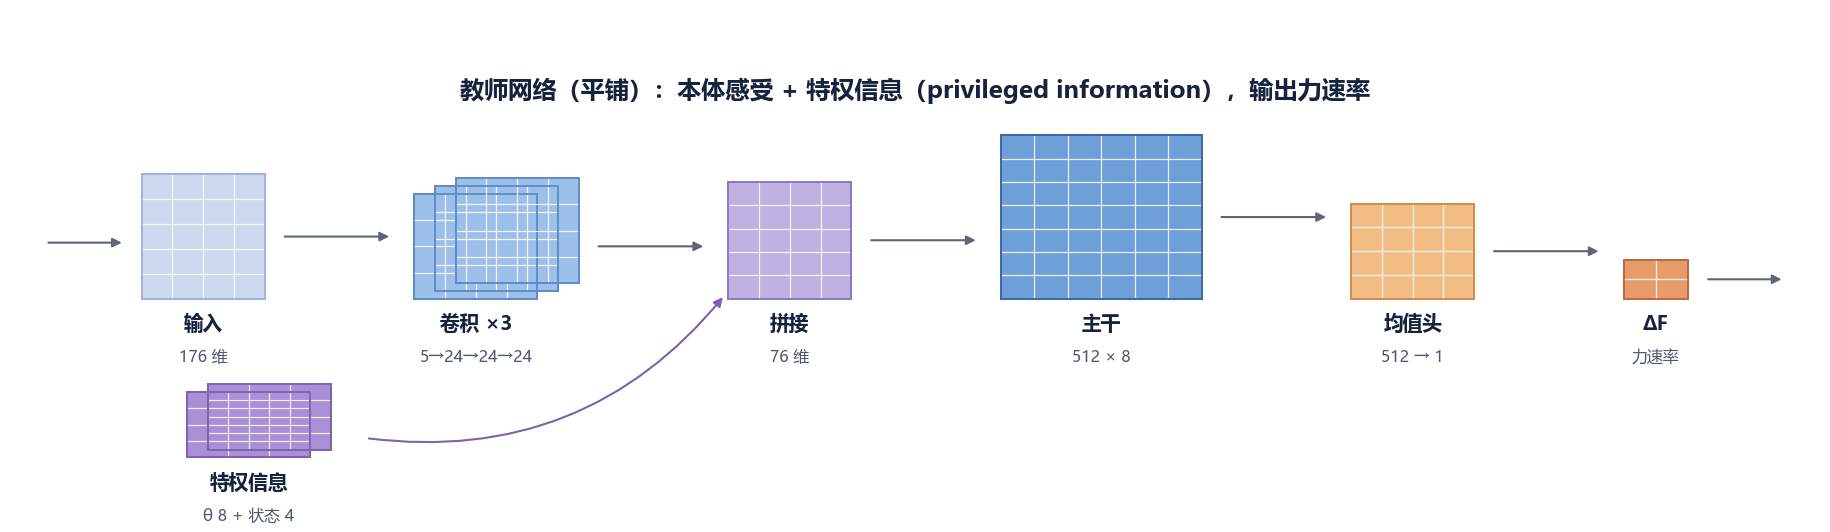 教师网络（平铺）：本体感受 + 特权信息（privileged information），输出力速率
输入
176 维
卷积 ×3
5→24→24→24
拼接
76 维
主干
512 × 8
均值头
512 → 1
ΔF
力速率
特权信息
θ 8 + 状态 4